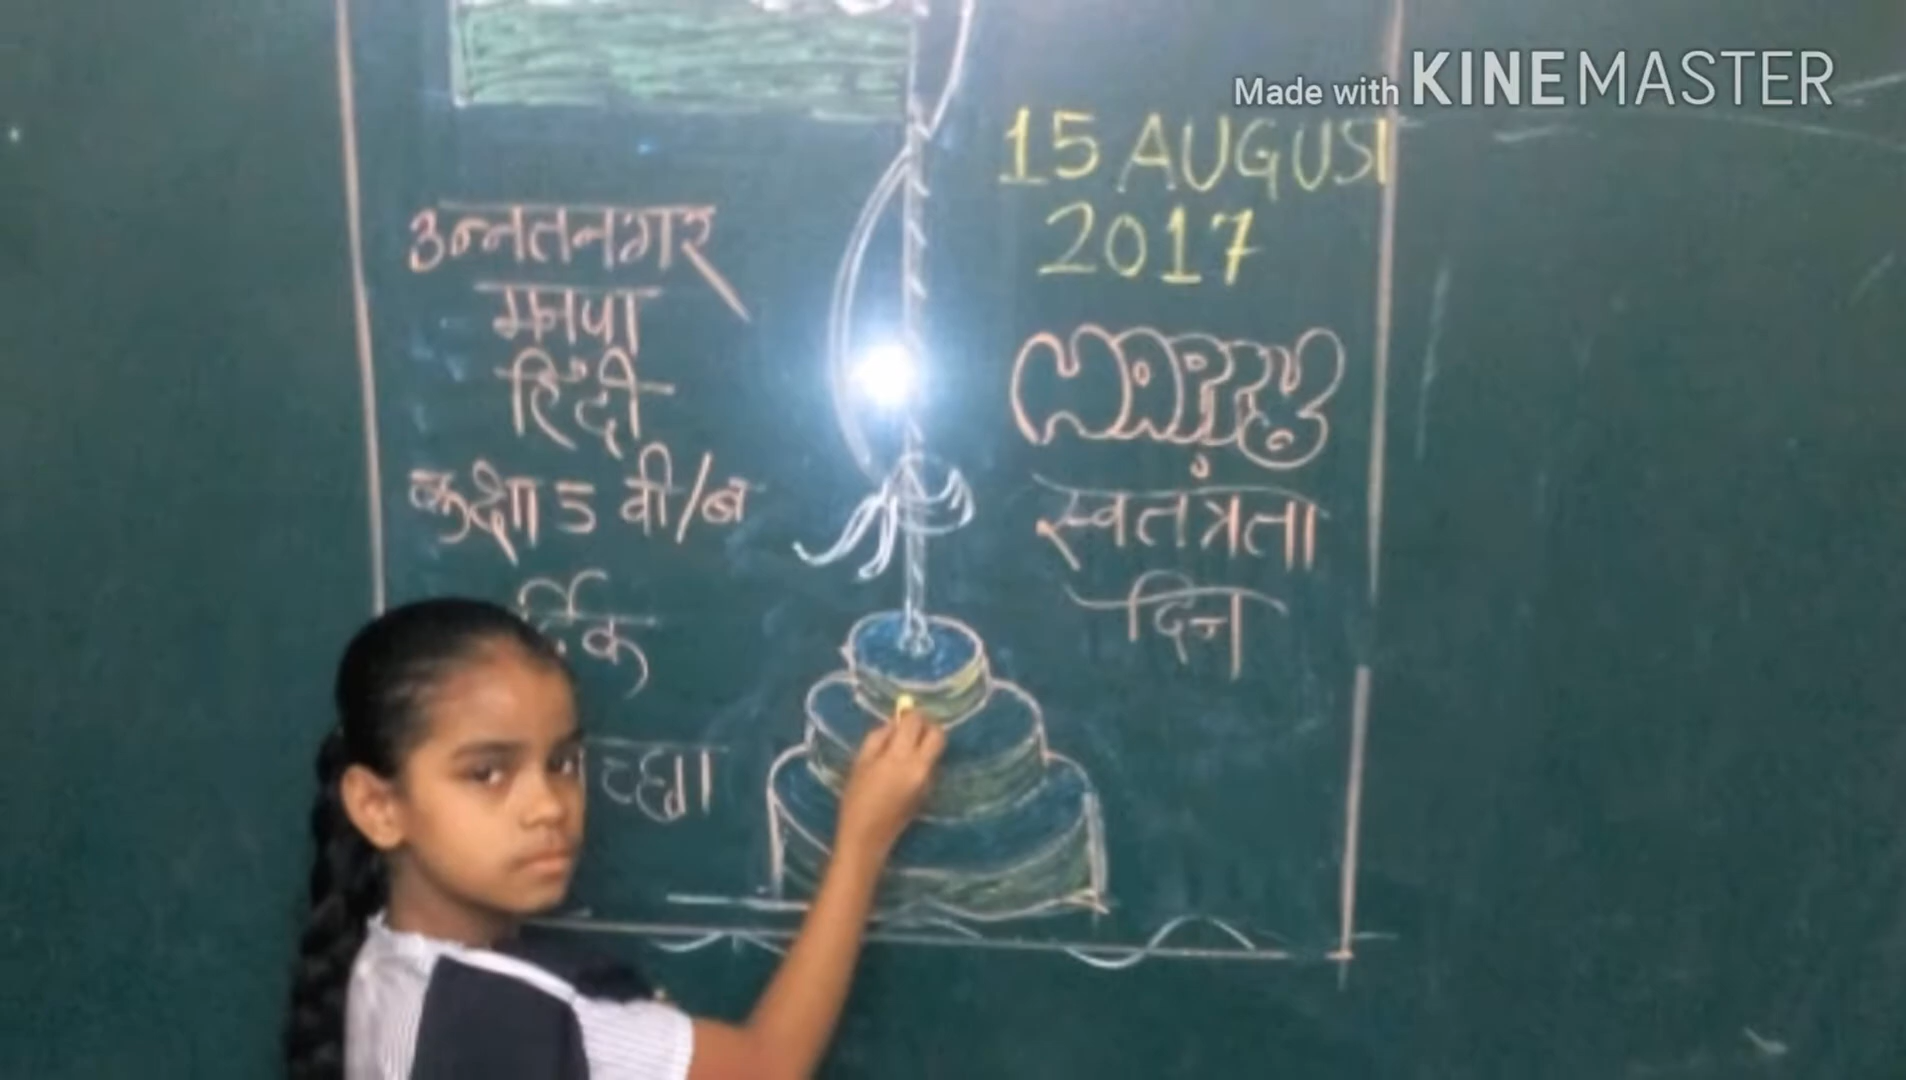 Made with KINEMASTER
15 AUGUST
2017
उन्नतनगर
मनपा
हिंदी
कक्षा 5 वी/ब
HAPPY
स्वतंत्रता
दिन